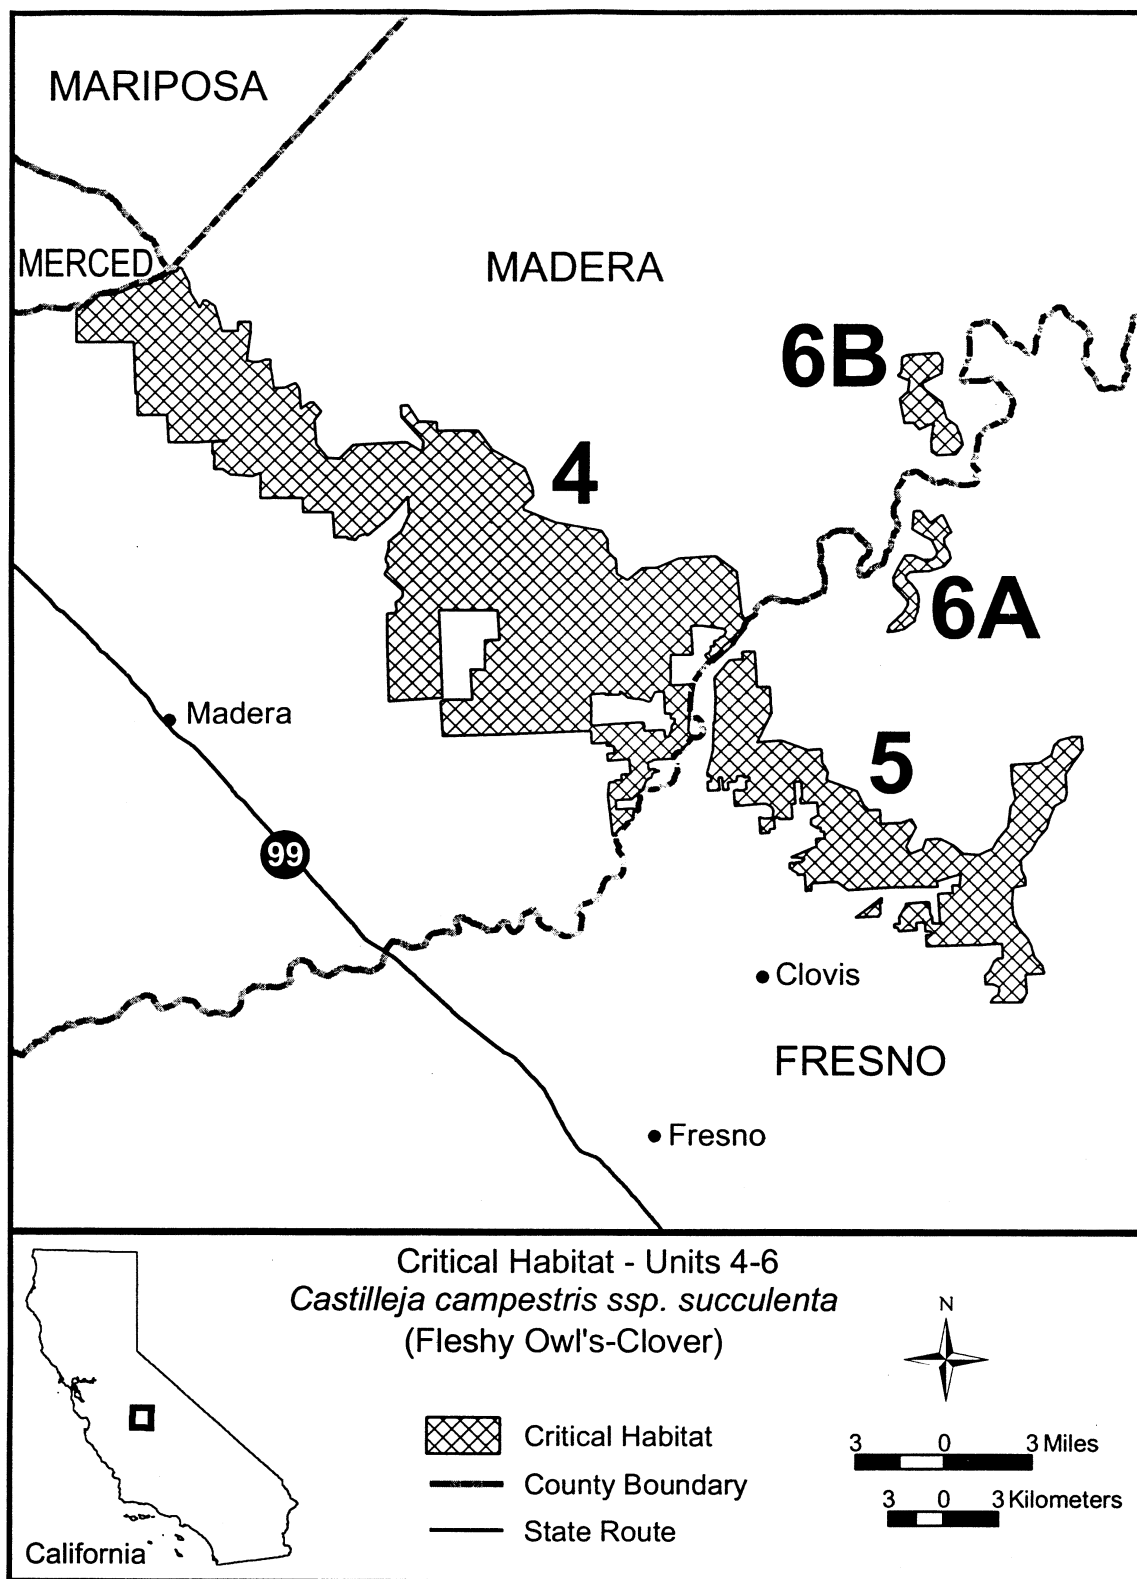 MARIPOSA
MERCED
MADERA
6B
4
6A
Madera
5
99
Clovis
FRESNO
Fresno
Critical Habitat - Units 4-6
Castilleja campestris ssp. succulenta
(Fleshy Owl's-Clover)
N
Critical Habitat
County Boundary
State Route
3 0 3 Miles
3 0 3 Kilometers
California